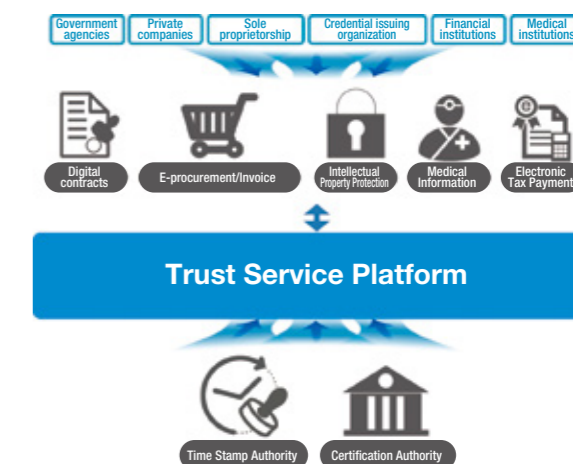 Government
agencies
Private
companies
Sole
proprietorship
Credential issuing
organization
Financial
institutions
Medical
institutions
Digital
contracts
E-procurement/Invoice
Intellectual
Property Protection
Medical
Information
Electronic
Tax Payment
Trust Service Platform
Time Stamp Authority
Certification Authority